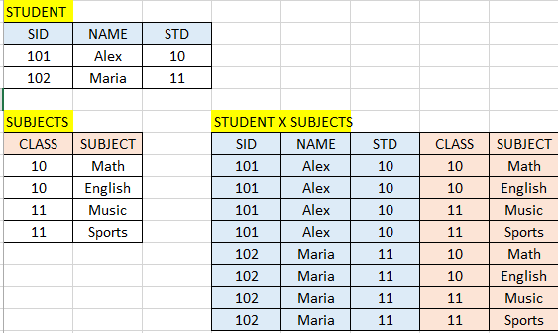 STUDENT
SID NAME STD
101 Alex 10
102 Maria 11
SUBJECTS
CLASS SUBJECT
10 Math
10 English
11 Music
11 Sports
STUDENT X SUBJECTS
SID NAME STD CLASS SUBJECT
101 Alex 10 10 Math
101 Alex 10 10 English
101 Alex 10 11 Music
101 Alex 10 11 Sports
102 Maria 11 10 Math
102 Maria 11 10 English
102 Maria 11 11 Music
102 Maria 11 11 Sports